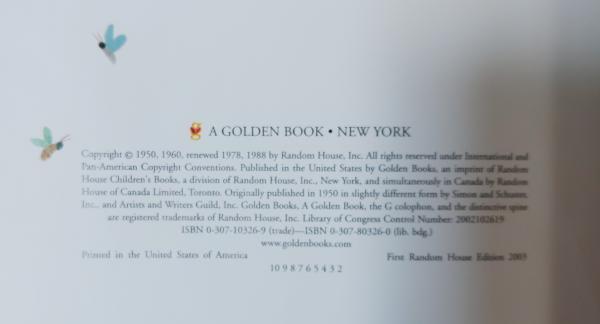 A GOLDEN BOOK • NEW YORK
Copyright © 1950, 1960, renewed 1978, 1988 by Random House, Inc. All rights reserved under International and
Pan-American Copyright Conventions. Published in the United States by Golden Books, an imprint of Random
House Children's Books, a division of Random House, Inc., New York, and simultaneously in Canada by Random
House of Canada Limited, Toronto. Originally published in 1950 in slightly different form by Simon and Schuster,
Inc., and Artists and Writers Guild, Inc. Golden Books, A Golden Book, the G colophon, and the distinctive spine
are registered trademarks of Random House, Inc. Library of Congress Control Number: 2002102619
ISBN 0-307-10326-9 (trade)—ISBN 0-307-80326-0 (lib. bdg.)
www.goldenbooks.com
Printed in the United States of America First Random House Edition 2003
10 9 8 7 6 5 4 3 2